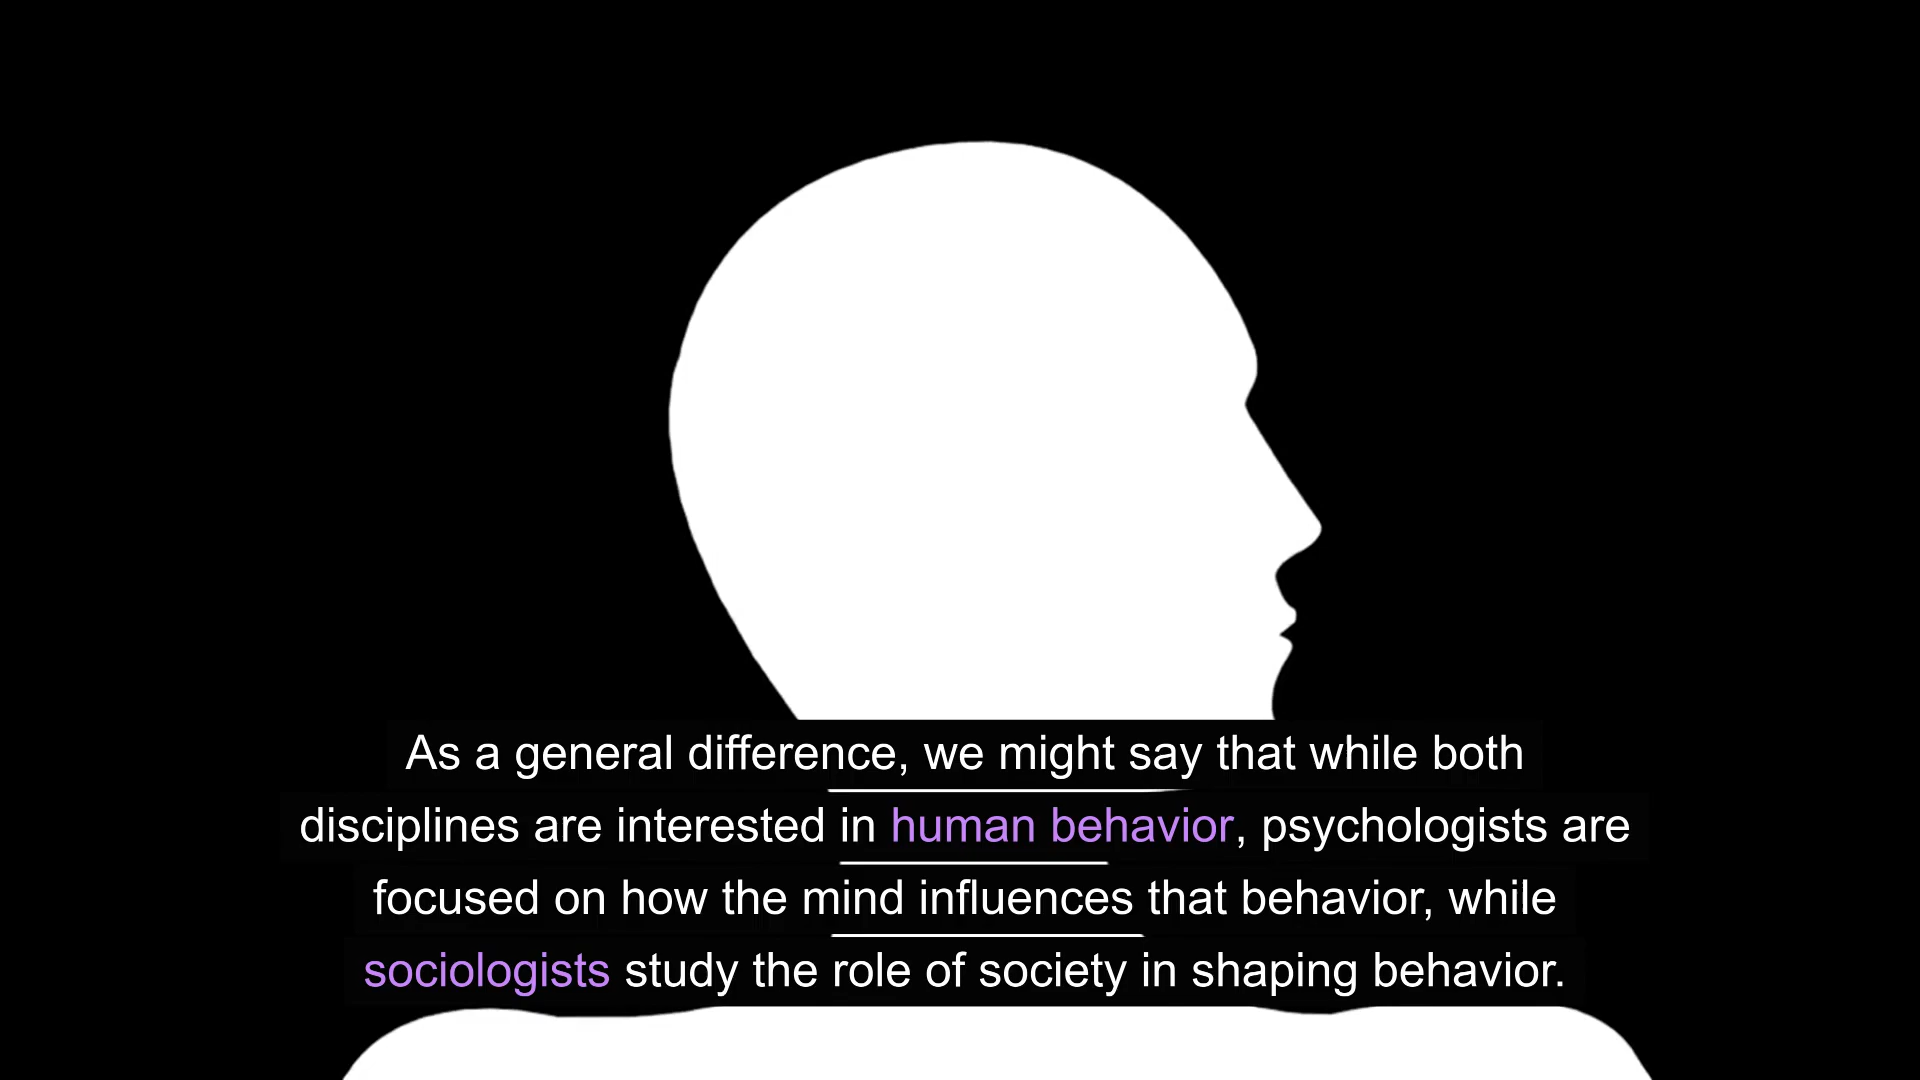 As a general difference, we might say that while both
disciplines are interested in human behavior, psychologists are
focused on how the mind influences that behavior, while
sociologists study the role of society in shaping behavior.